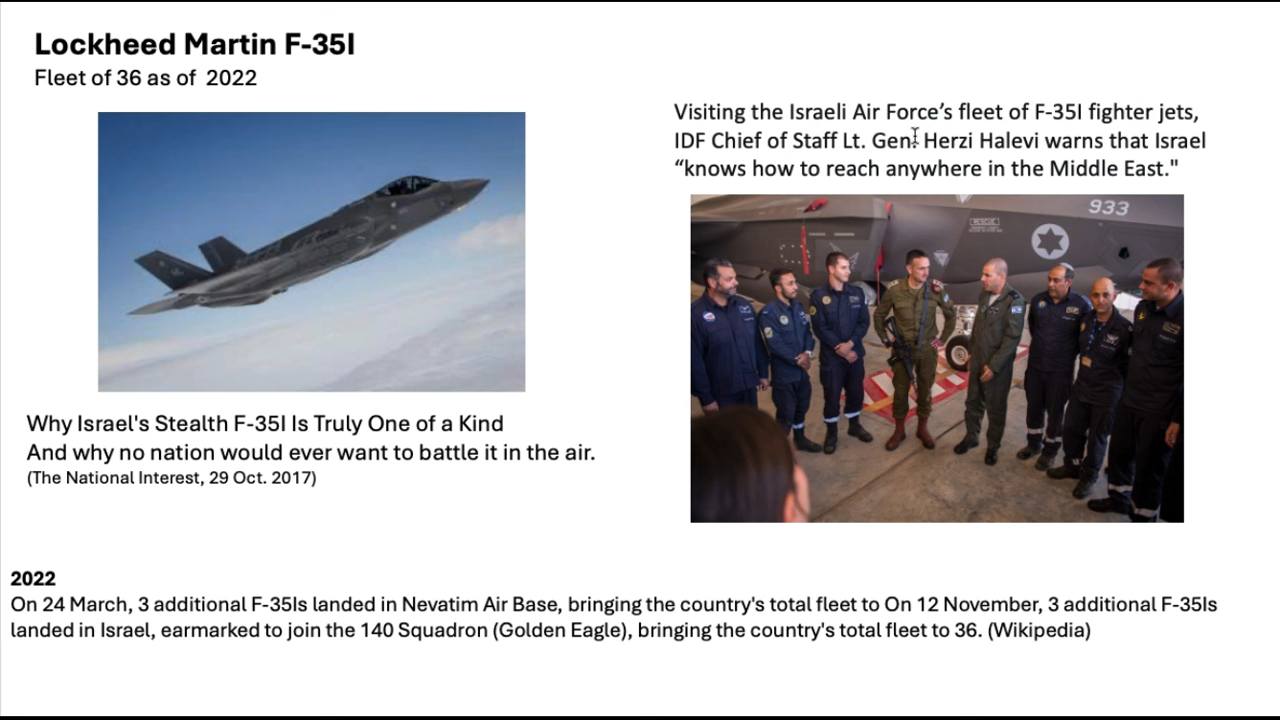 Lockheed Martin F-35I
Fleet of 36 as of 2022
Visiting the Israeli Air Force’s fleet of F-35I fighter jets,
IDF Chief of Staff Lt. Gen. Herzi Halevi warns that Israel
“knows how to reach anywhere in the Middle East."
933
RESCUE
Why Israel's Stealth F-35I Is Truly One of a Kind
And why no nation would ever want to battle it in the air.
(The National Interest, 29 Oct. 2017)
2022
On 24 March, 3 additional F-35Is landed in Nevatim Air Base, bringing the country's total fleet to On 12 November, 3 additional F-35Is
landed in Israel, earmarked to join the 140 Squadron (Golden Eagle), bringing the country's total fleet to 36. (Wikipedia)